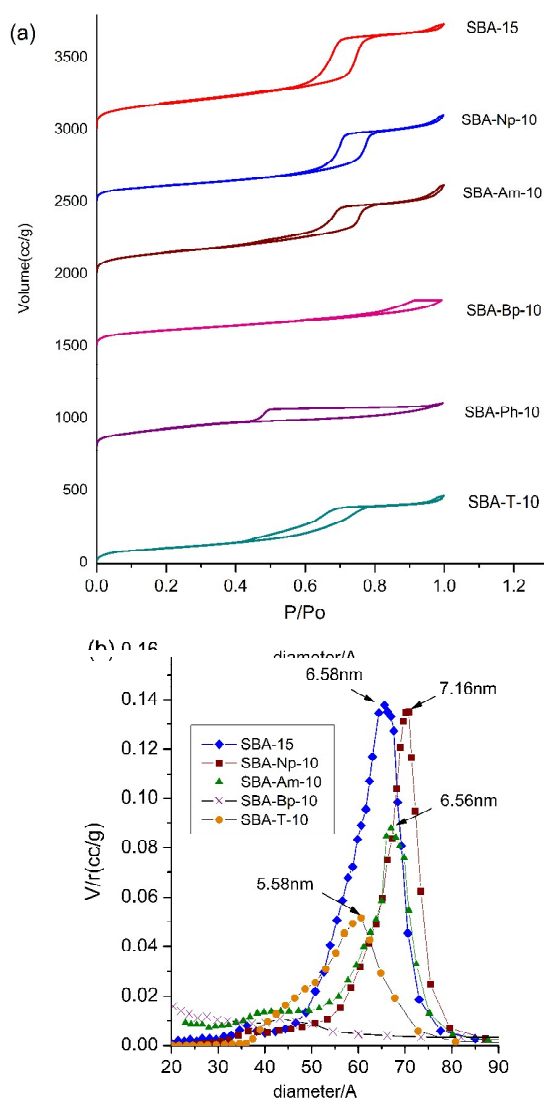 (a)
3500
3000
2500
2000
1500
1000
500
0
Volume(cc/g)
SBA-15
SBA-Np-10
SBA-Am-10
SBA-Bp-10
SBA-Ph-10
SBA-T-10
0.0 0.2 0.4 0.6 0.8 1.0 1.2
P/Po
(b) 0.16
diameter/A
6.58nm
7.16nm
6.56nm
5.58nm
SBA-15
SBA-Np-10
SBA-Am-10
SBA-Bp-10
SBA-T-10
0.14
0.12
0.10
0.08
0.06
0.04
0.02
0.00
V/r(cc/g)
20 30 40 50 60 70 80 90
diameter/A